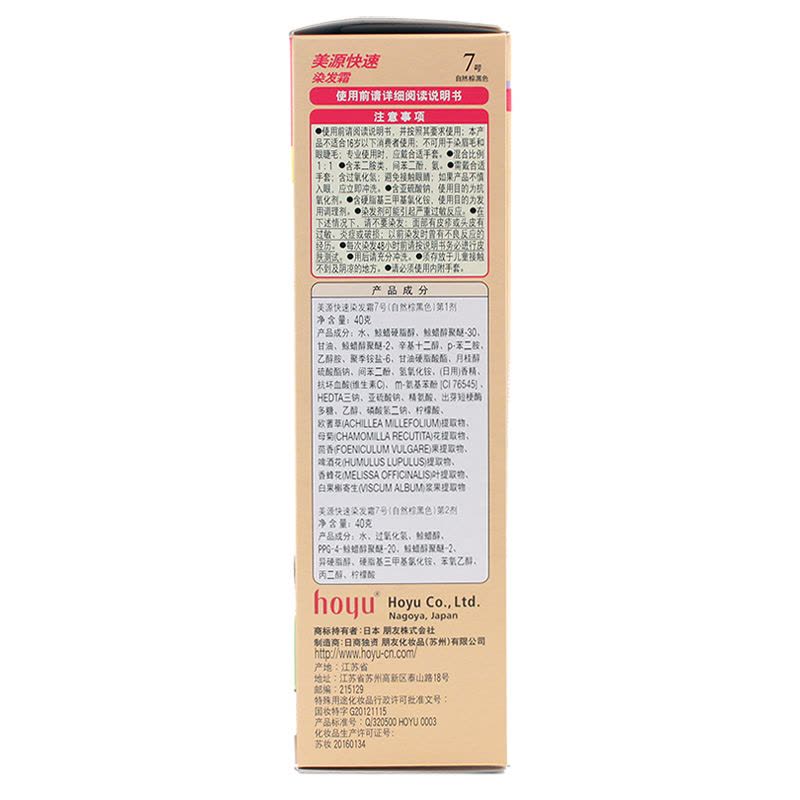 美源快速
染发霜
7号
自然棕黑色
使用前请详细阅读说明书
注意事项
●使用前请阅读说明书，并按照其要求使用；本产
品不适合16岁以下消费者使用；不可用于染眉毛和
眼睫毛；专业使用时，应戴合适手套。●混合比例
1：1 ●含苯二胺类，间苯二酚，氨。●需戴合适
手套；含过氧化氢；避免接触眼睛；如果产品不慎
入眼，应立即冲洗。●含亚硫酸钠，使用目的为抗
氧化剂。●含硬脂基三甲基氯化铵，使用目的为发
用调理剂。●染发剂可能引起严重过敏反应。●在
下述情况下，请不要染发：面部有皮疹或头皮有
过敏、炎症或破损；以前染发时曾有不良反应的
经历。●每次染发48小时前请按说明书务必进行皮
肤测试。●用后请充分冲洗。●须存放于儿童接触
不到及阴凉的地方。●请必须使用内附手套。
产品成分
美源快速染发霜7号(自然棕黑色)第1剂
净含量：40克
产品成分：水、鲸蜡硬脂醇、鲸蜡醇聚醚-30、
甘油、鲸蜡醇聚醚-2、辛基十二醇、p-苯二胺、
乙醇胺、聚季铵盐-6、甘油硬脂酸酯、月桂醇
硫酸酯钠、间苯二酚、氢氧化铵、(日用)香精、
抗坏血酸(维生素C)、m-氨基苯酚 [CI 76545]、
HEDTA三钠、亚硫酸钠、精氨酸、出芽短梗酶
多糖、乙醇、磷酸氢二钠、柠檬酸、
欧蓍草(ACHILLEA MILLEFOLIUM)提取物、
母菊(CHAMOMILLA RECUTITA)花提取物、
茴香(FOENICULUM VULGARE)果提取物、
啤酒花(HUMULUS LUPULUS)提取物、
香蜂花(MELISSA OFFICINALIS)叶提取物、
白果槲寄生(VISCUM ALBUM)浆果提取物
美源快速染发霜7号(自然棕黑色)第2剂
净含量：40克
产品成分：水、过氧化氢、鲸蜡醇、
PPG-4-鲸蜡醇聚醚-20、鲸蜡醇聚醚-2、
异硬脂醇、硬脂基三甲基氯化铵、苯氧乙醇、
丙二醇、柠檬酸
hoyu® Hoyu Co., Ltd.
Nagoya, Japan
商标持有者：日本 朋友株式会社
制造商：日商独资 朋友化妆品(苏州)有限公司
http://www.hoyu-cn.com/
产地：江苏省
地址：江苏省苏州高新区泰山路18号
邮编：215129
特殊用途化妆品行政许可批准文号：
国妆特字G20121115
产品标准号：Q/320500 HOYU 0003
化妆品生产许可证号：
苏妆 20160134